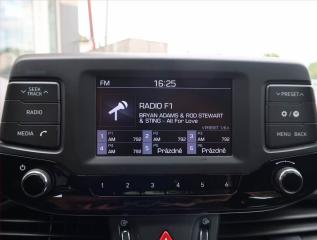 FM 16:25
SEEK TRACK
PRESET
RADIO F1
BRYAN ADAMS & ROD STEWART
& STING - All For Love
RADIO
MEDIA
MENU BACK
1 AM 792 2 AM 792 3 AM 792
4 AM 792 5 Prázdné 6 Prázdné
1 2 3 4 5 6